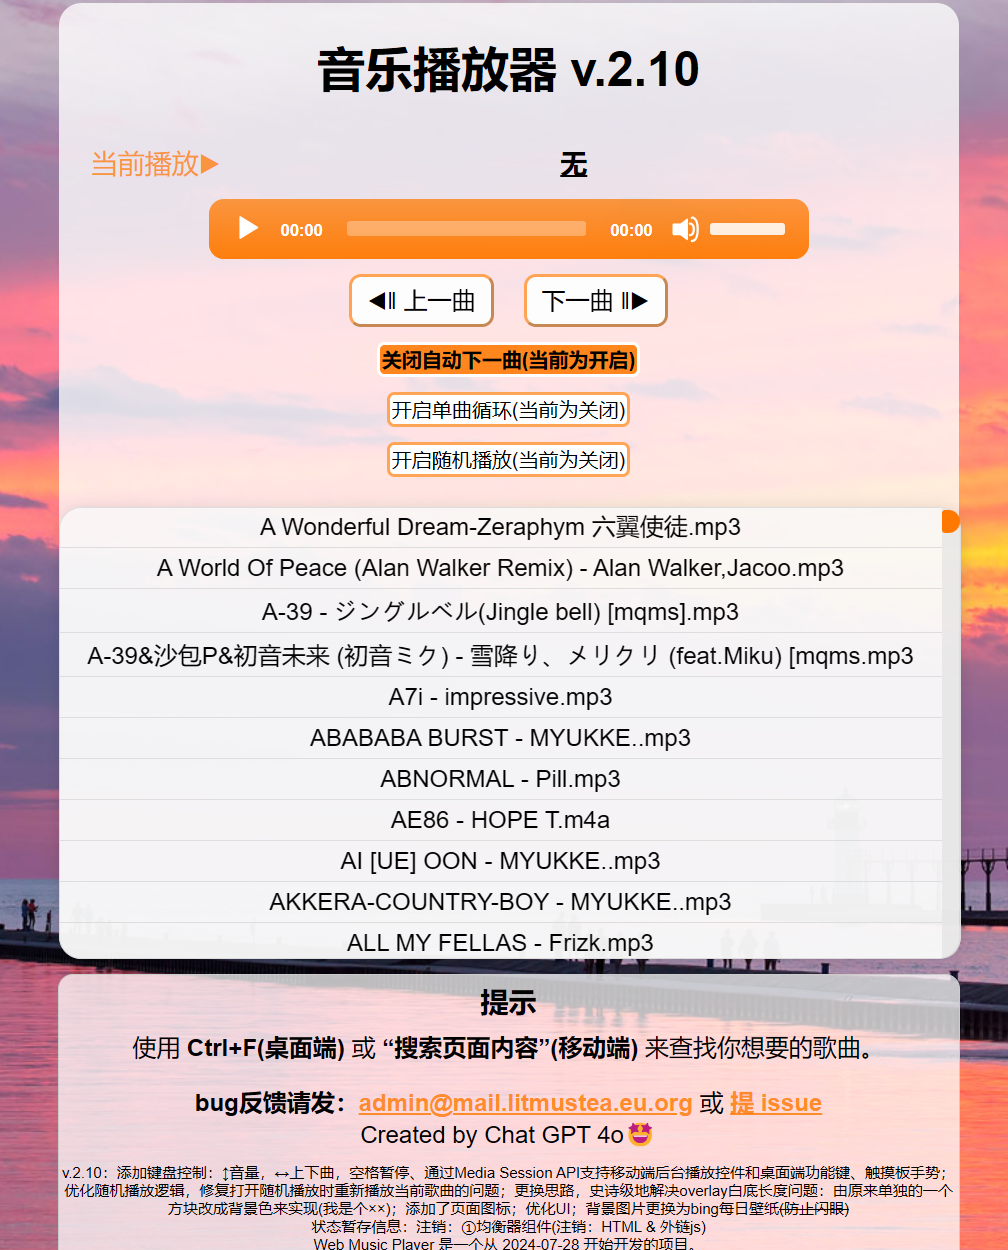 音乐播放器 v.2.10
当前播放▶ 无
00:00 00:00
◀‖ 上一曲 下一曲 ‖▶
关闭自动下一曲(当前为开启)
开启单曲循环(当前为关闭)
开启随机播放(当前为关闭)
A Wonderful Dream-Zeraphym 六翼使徒.mp3
A World Of Peace (Alan Walker Remix) - Alan Walker,Jacoo.mp3
A-39 - ジングルベル(Jingle bell) [mqms].mp3
A-39&沙包P&初音未来 (初音ミク) - 雪降り、メリクリ (feat.Miku) [mqms.mp3
A7i - impressive.mp3
ABABABA BURST - MYUKKE..mp3
ABNORMAL - Pill.mp3
AE86 - HOPE T.m4a
AI [UE] OON - MYUKKE..mp3
AKKERA-COUNTRY-BOY - MYUKKE..mp3
ALL MY FELLAS - Frizk.mp3
提示
使用 Ctrl+F(桌面端) 或 “搜索页面内容”(移动端) 来查找你想要的歌曲。
bug反馈请发：admin@mail.litmustea.eu.org 或 提 issue
Created by Chat GPT 4o🤩
v.2.10：添加键盘控制：↕音量，↔上下曲，空格暂停、通过Media Session API支持移动端后台播放控件和桌面端功能键、触摸板手势；
优化随机播放逻辑，修复打开随机播放时重新播放当前歌曲的问题；更换思路，史诗级地解决overlay白底长度问题：由原来单独的一个
方块改成背景色来实现(我是个××)；添加了页面图标；优化UI；背景图片更换为bing每日壁纸(防止闪眼)
状态暂存信息：注销：①均衡器组件(注销：HTML & 外链js)
Web Music Player 是一个从 2024-07-28 开始开发的项目。